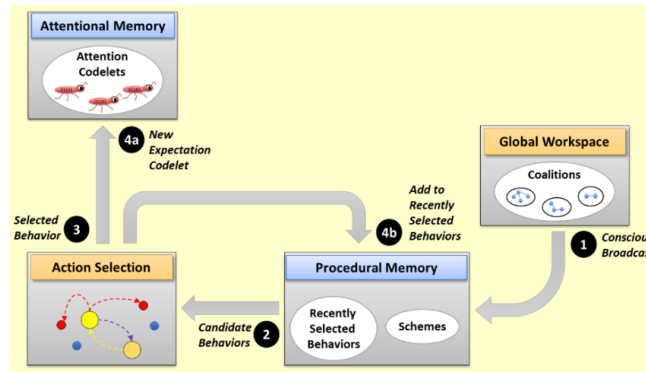 Attentional Memory
Attention
Codelets
4a
New
Expectation
Codelet
Global Workspace
Coalitions
Selected
Behavior
3
Add to
Recently
Selected
Behaviors
4b
1
Conscious
Broadcas
Action Selection
Procedural Memory
Recently
Selected
Behaviors
Schemes
Candidate
Behaviors
2